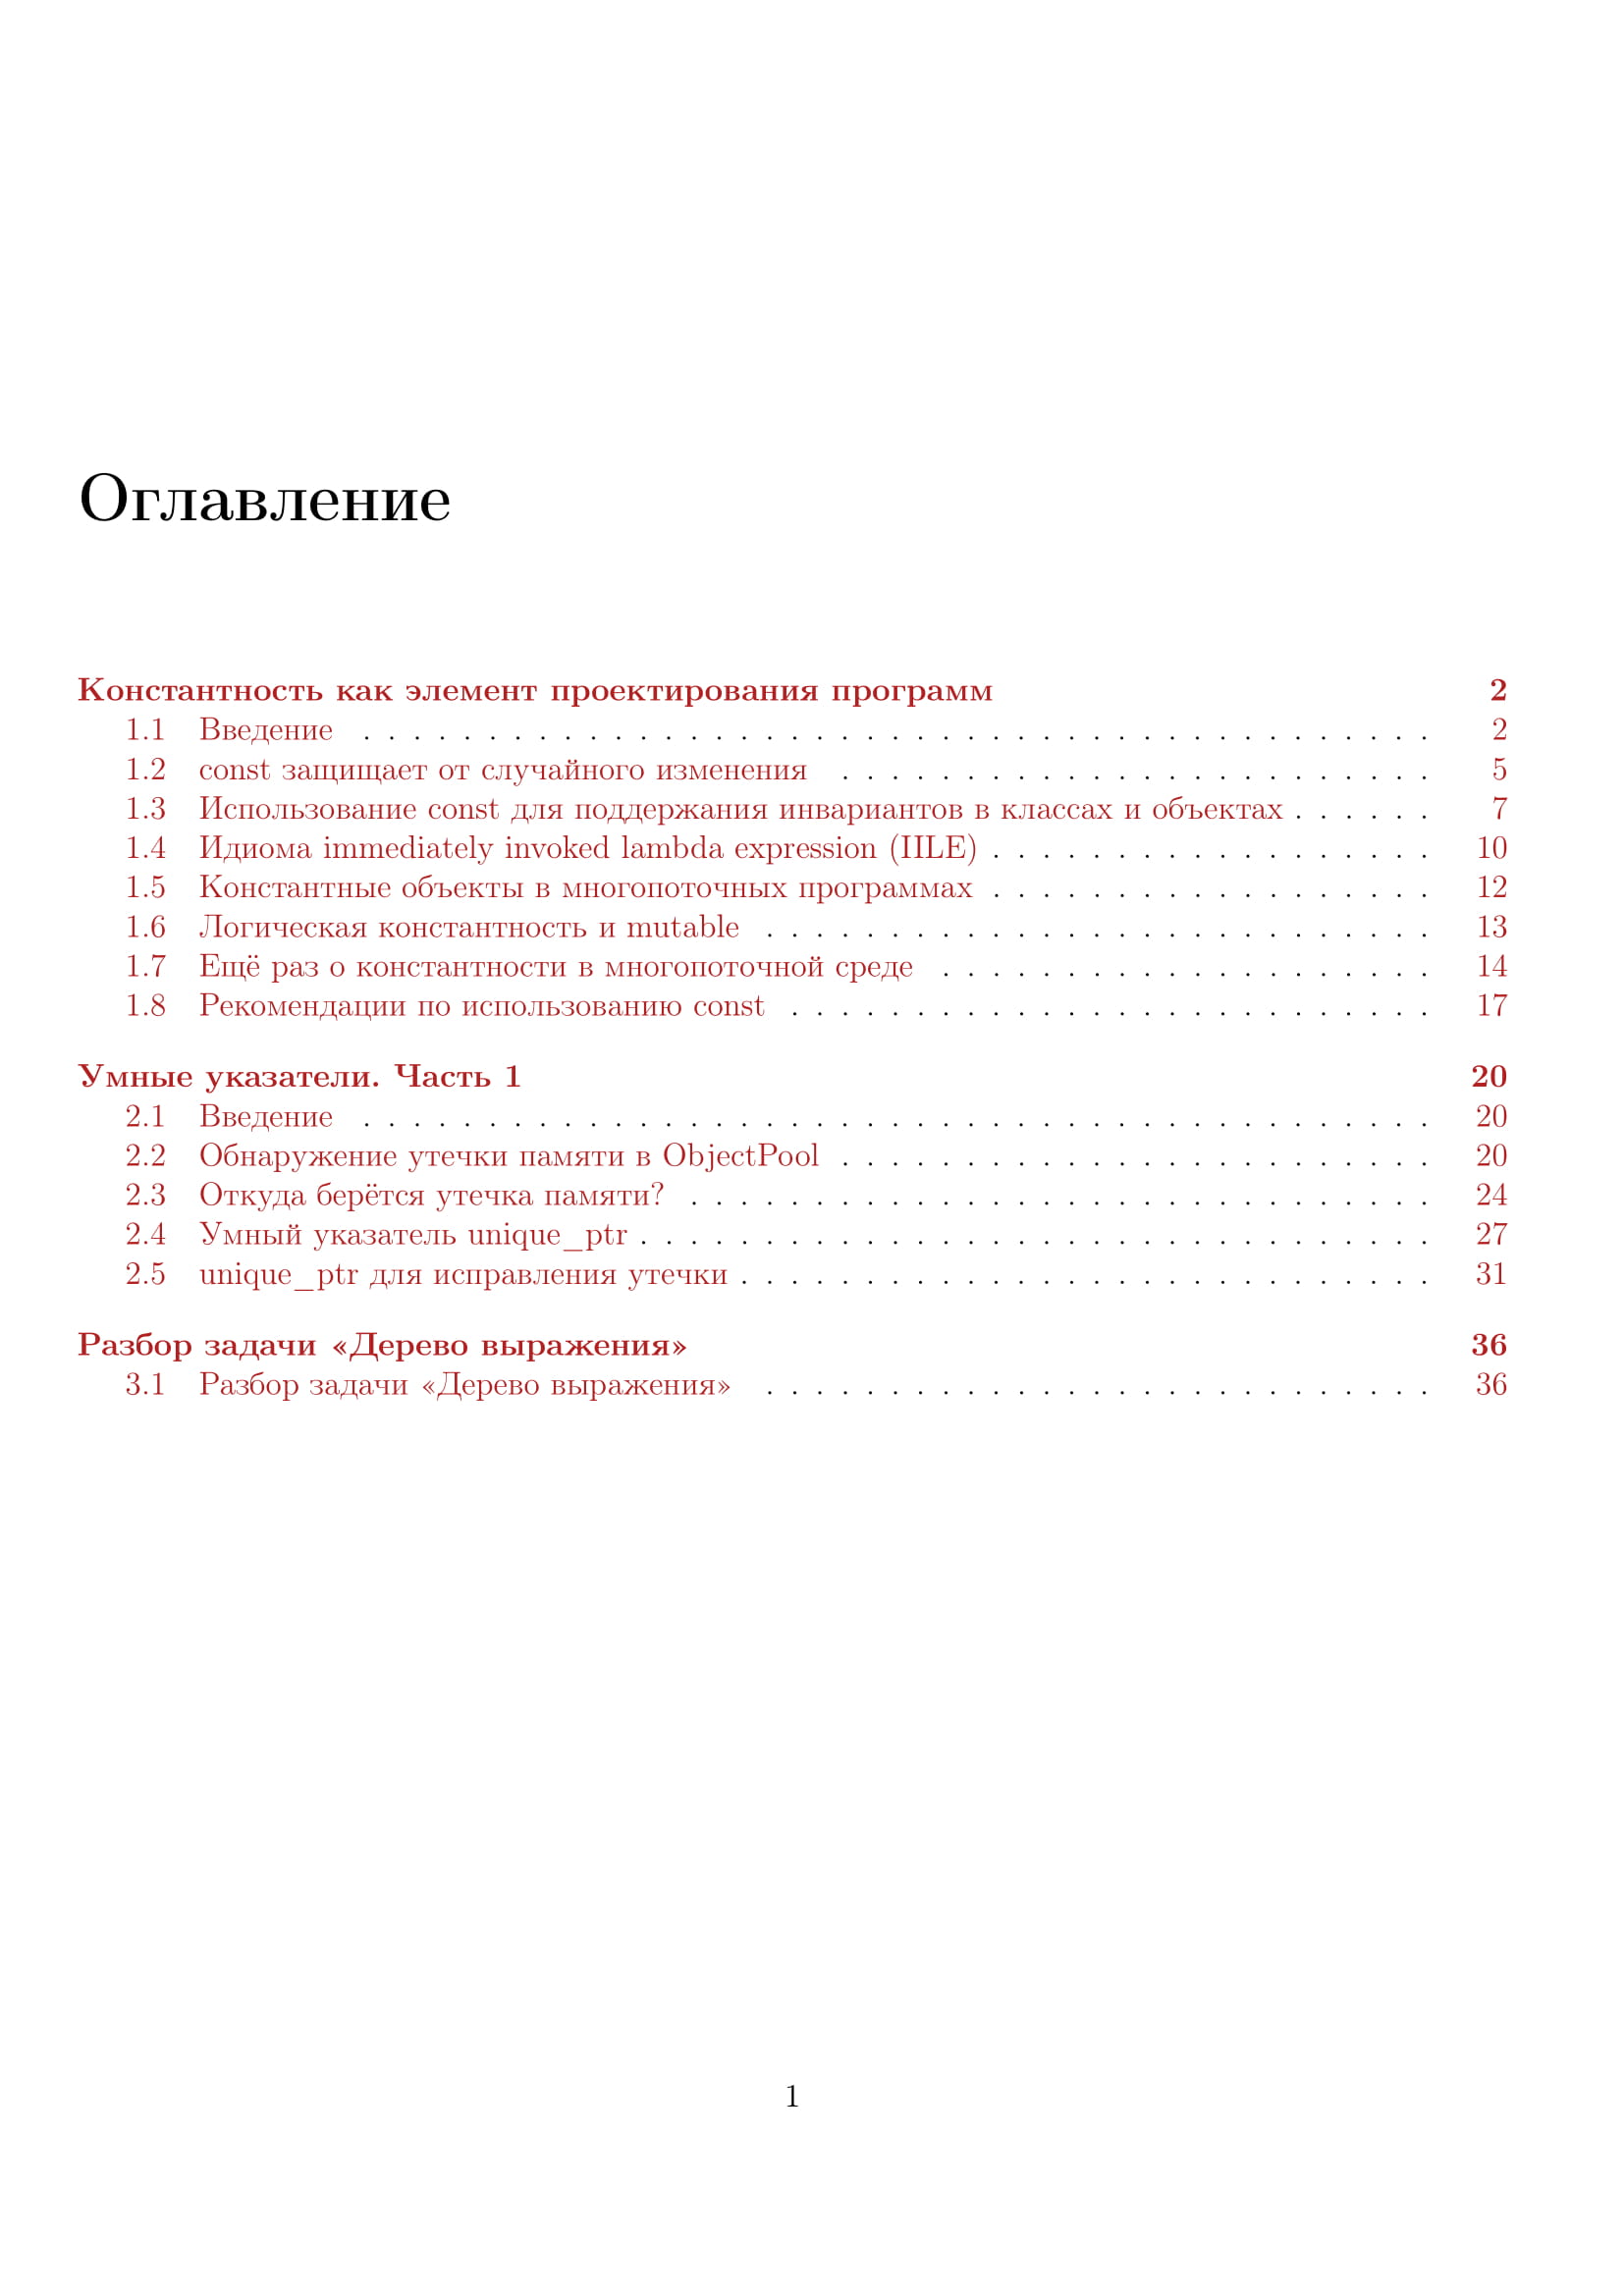 Оглавление
Константность как элемент проектирования программ 2
1.1 Введение . . . . . . . . . . . . . . . . . . . . . . . . . . . . . . . . . . . . . . . . . . . 2
1.2 const защищает от случайного изменения . . . . . . . . . . . . . . . . . . . . . . . . 5
1.3 Использование const для поддержания инвариантов в классах и объектах . . . . . . 7
1.4 Идиома immediately invoked lambda expression (IILE) . . . . . . . . . . . . . . . . . . 10
1.5 Константные объекты в многопоточных программах . . . . . . . . . . . . . . . . . . 12
1.6 Логическая константность и mutable . . . . . . . . . . . . . . . . . . . . . . . . . . . 13
1.7 Ещё раз о константности в многопоточной среде . . . . . . . . . . . . . . . . . . . . 14
1.8 Рекомендации по использованию const . . . . . . . . . . . . . . . . . . . . . . . . . . 17
Умные указатели. Часть 1 20
2.1 Введение . . . . . . . . . . . . . . . . . . . . . . . . . . . . . . . . . . . . . . . . . . . 20
2.2 Обнаружение утечки памяти в ObjectPool . . . . . . . . . . . . . . . . . . . . . . . . 20
2.3 Откуда берётся утечка памяти? . . . . . . . . . . . . . . . . . . . . . . . . . . . . . . 24
2.4 Умный указатель unique_ptr . . . . . . . . . . . . . . . . . . . . . . . . . . . . . . . . 27
2.5 unique_ptr для исправления утечки . . . . . . . . . . . . . . . . . . . . . . . . . . . . 31
Разбор задачи «Дерево выражения» 36
3.1 Разбор задачи «Дерево выражения» . . . . . . . . . . . . . . . . . . . . . . . . . . . 36
1